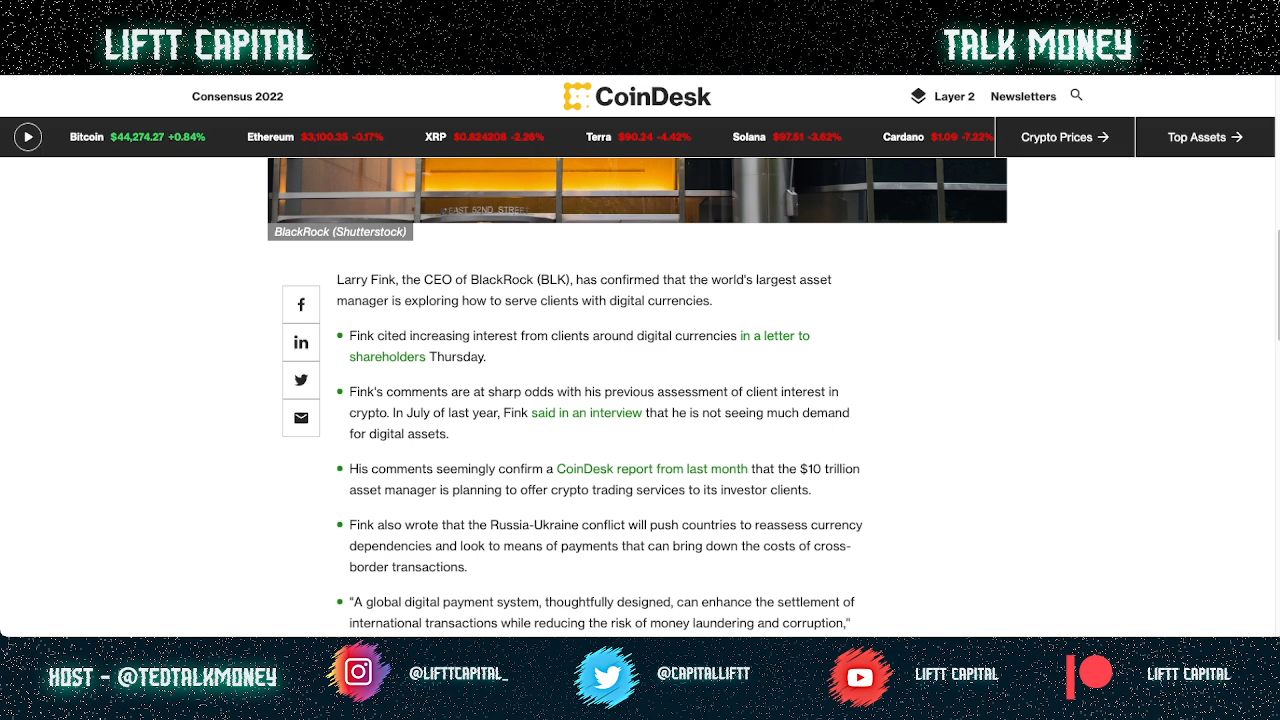 LIFTT CAPITAL
TALK MONEY
Consensus 2022
CoinDesk
Layer 2
Newsletters
Bitcoin $44,274.27 +0.84%
Ethereum $3,100.35 -0.17%
XRP $0.824208 -2.26%
Terra $90.24 -4.42%
Solana $97.51 -3.62%
Cardano $1.09 -7.22%
Crypto Prices →
Top Assets →
EAST 52ND STREET
BlackRock (Shutterstock)
Larry Fink, the CEO of BlackRock (BLK), has confirmed that the world's largest asset
manager is exploring how to serve clients with digital currencies.
• Fink cited increasing interest from clients around digital currencies in a letter to
shareholders Thursday.
• Fink's comments are at sharp odds with his previous assessment of client interest in
crypto. In July of last year, Fink said in an interview that he is not seeing much demand
for digital assets.
• His comments seemingly confirm a CoinDesk report from last month that the $10 trillion
asset manager is planning to offer crypto trading services to its investor clients.
• Fink also wrote that the Russia-Ukraine conflict will push countries to reassess currency
dependencies and look to means of payments that can bring down the costs of cross-
border transactions.
• "A global digital payment system, thoughtfully designed, can enhance the settlement of
international transactions while reducing the risk of money laundering and corruption,"
HOST - @TEDTALKMONEY
@LIFTTCAPITAL_
@CAPITALLIFTT
LIFTT CAPITAL
LIFTT CAPITAL